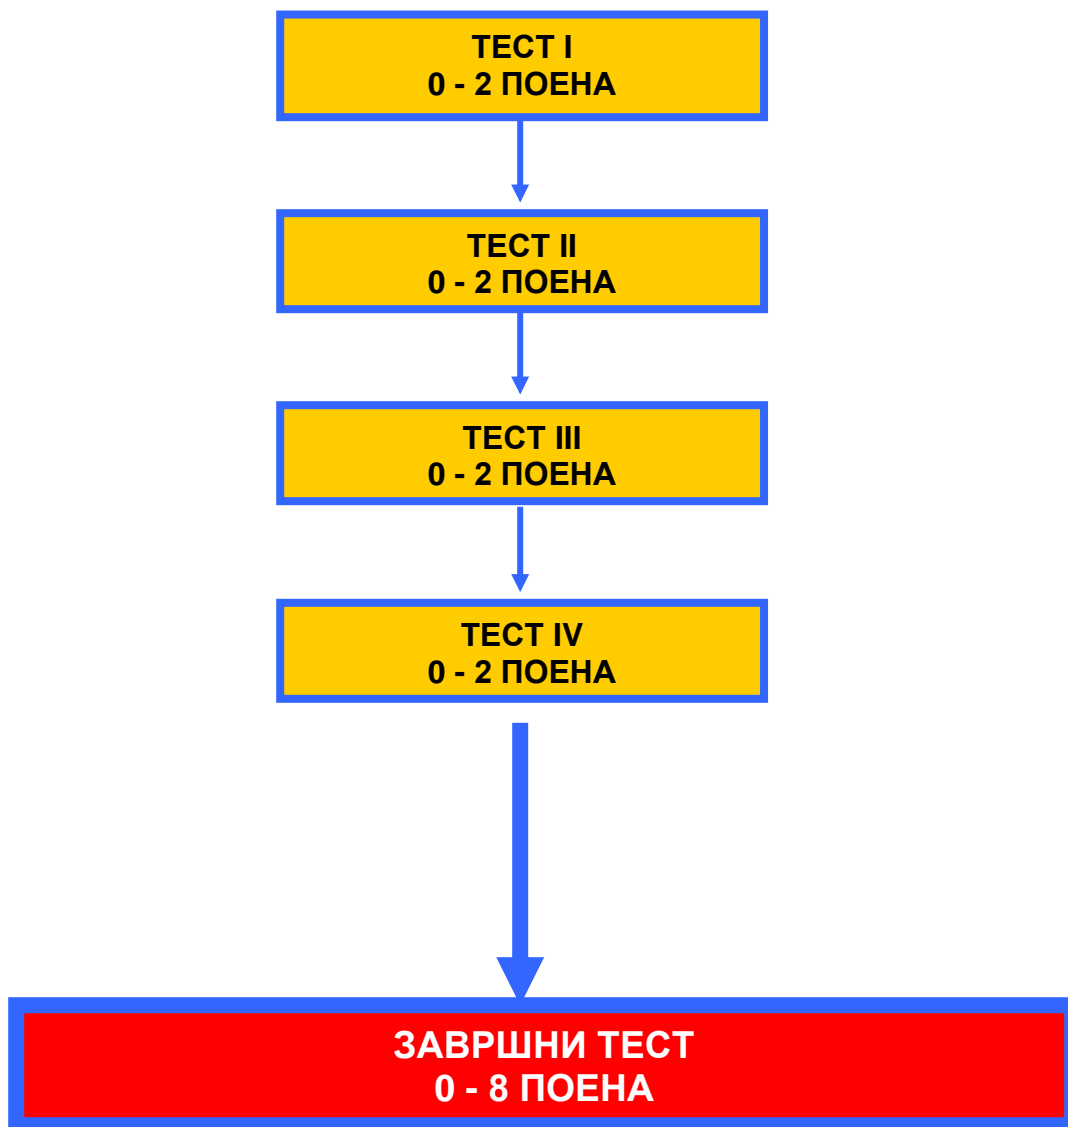 ТЕСТ I
0 - 2 ПОЕНА
ТЕСТ II
0 - 2 ПОЕНА
ТЕСТ III
0 - 2 ПОЕНА
ТЕСТ IV
0 - 2 ПОЕНА
ЗАВРШНИ ТЕСТ
0 - 8 ПОЕНА